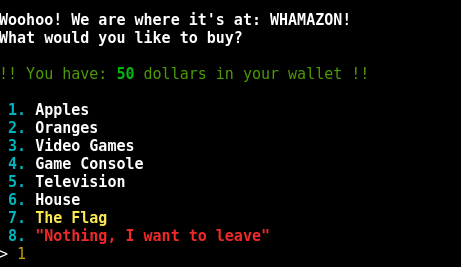 Woohoo! We are where it's at: WHAMAZON!
What would you like to buy?
!! You have: 50 dollars in your wallet !!
1. Apples
2. Oranges
3. Video Games
4. Game Console
5. Television
6. House
7. The Flag
8. "Nothing, I want to leave"
> 1